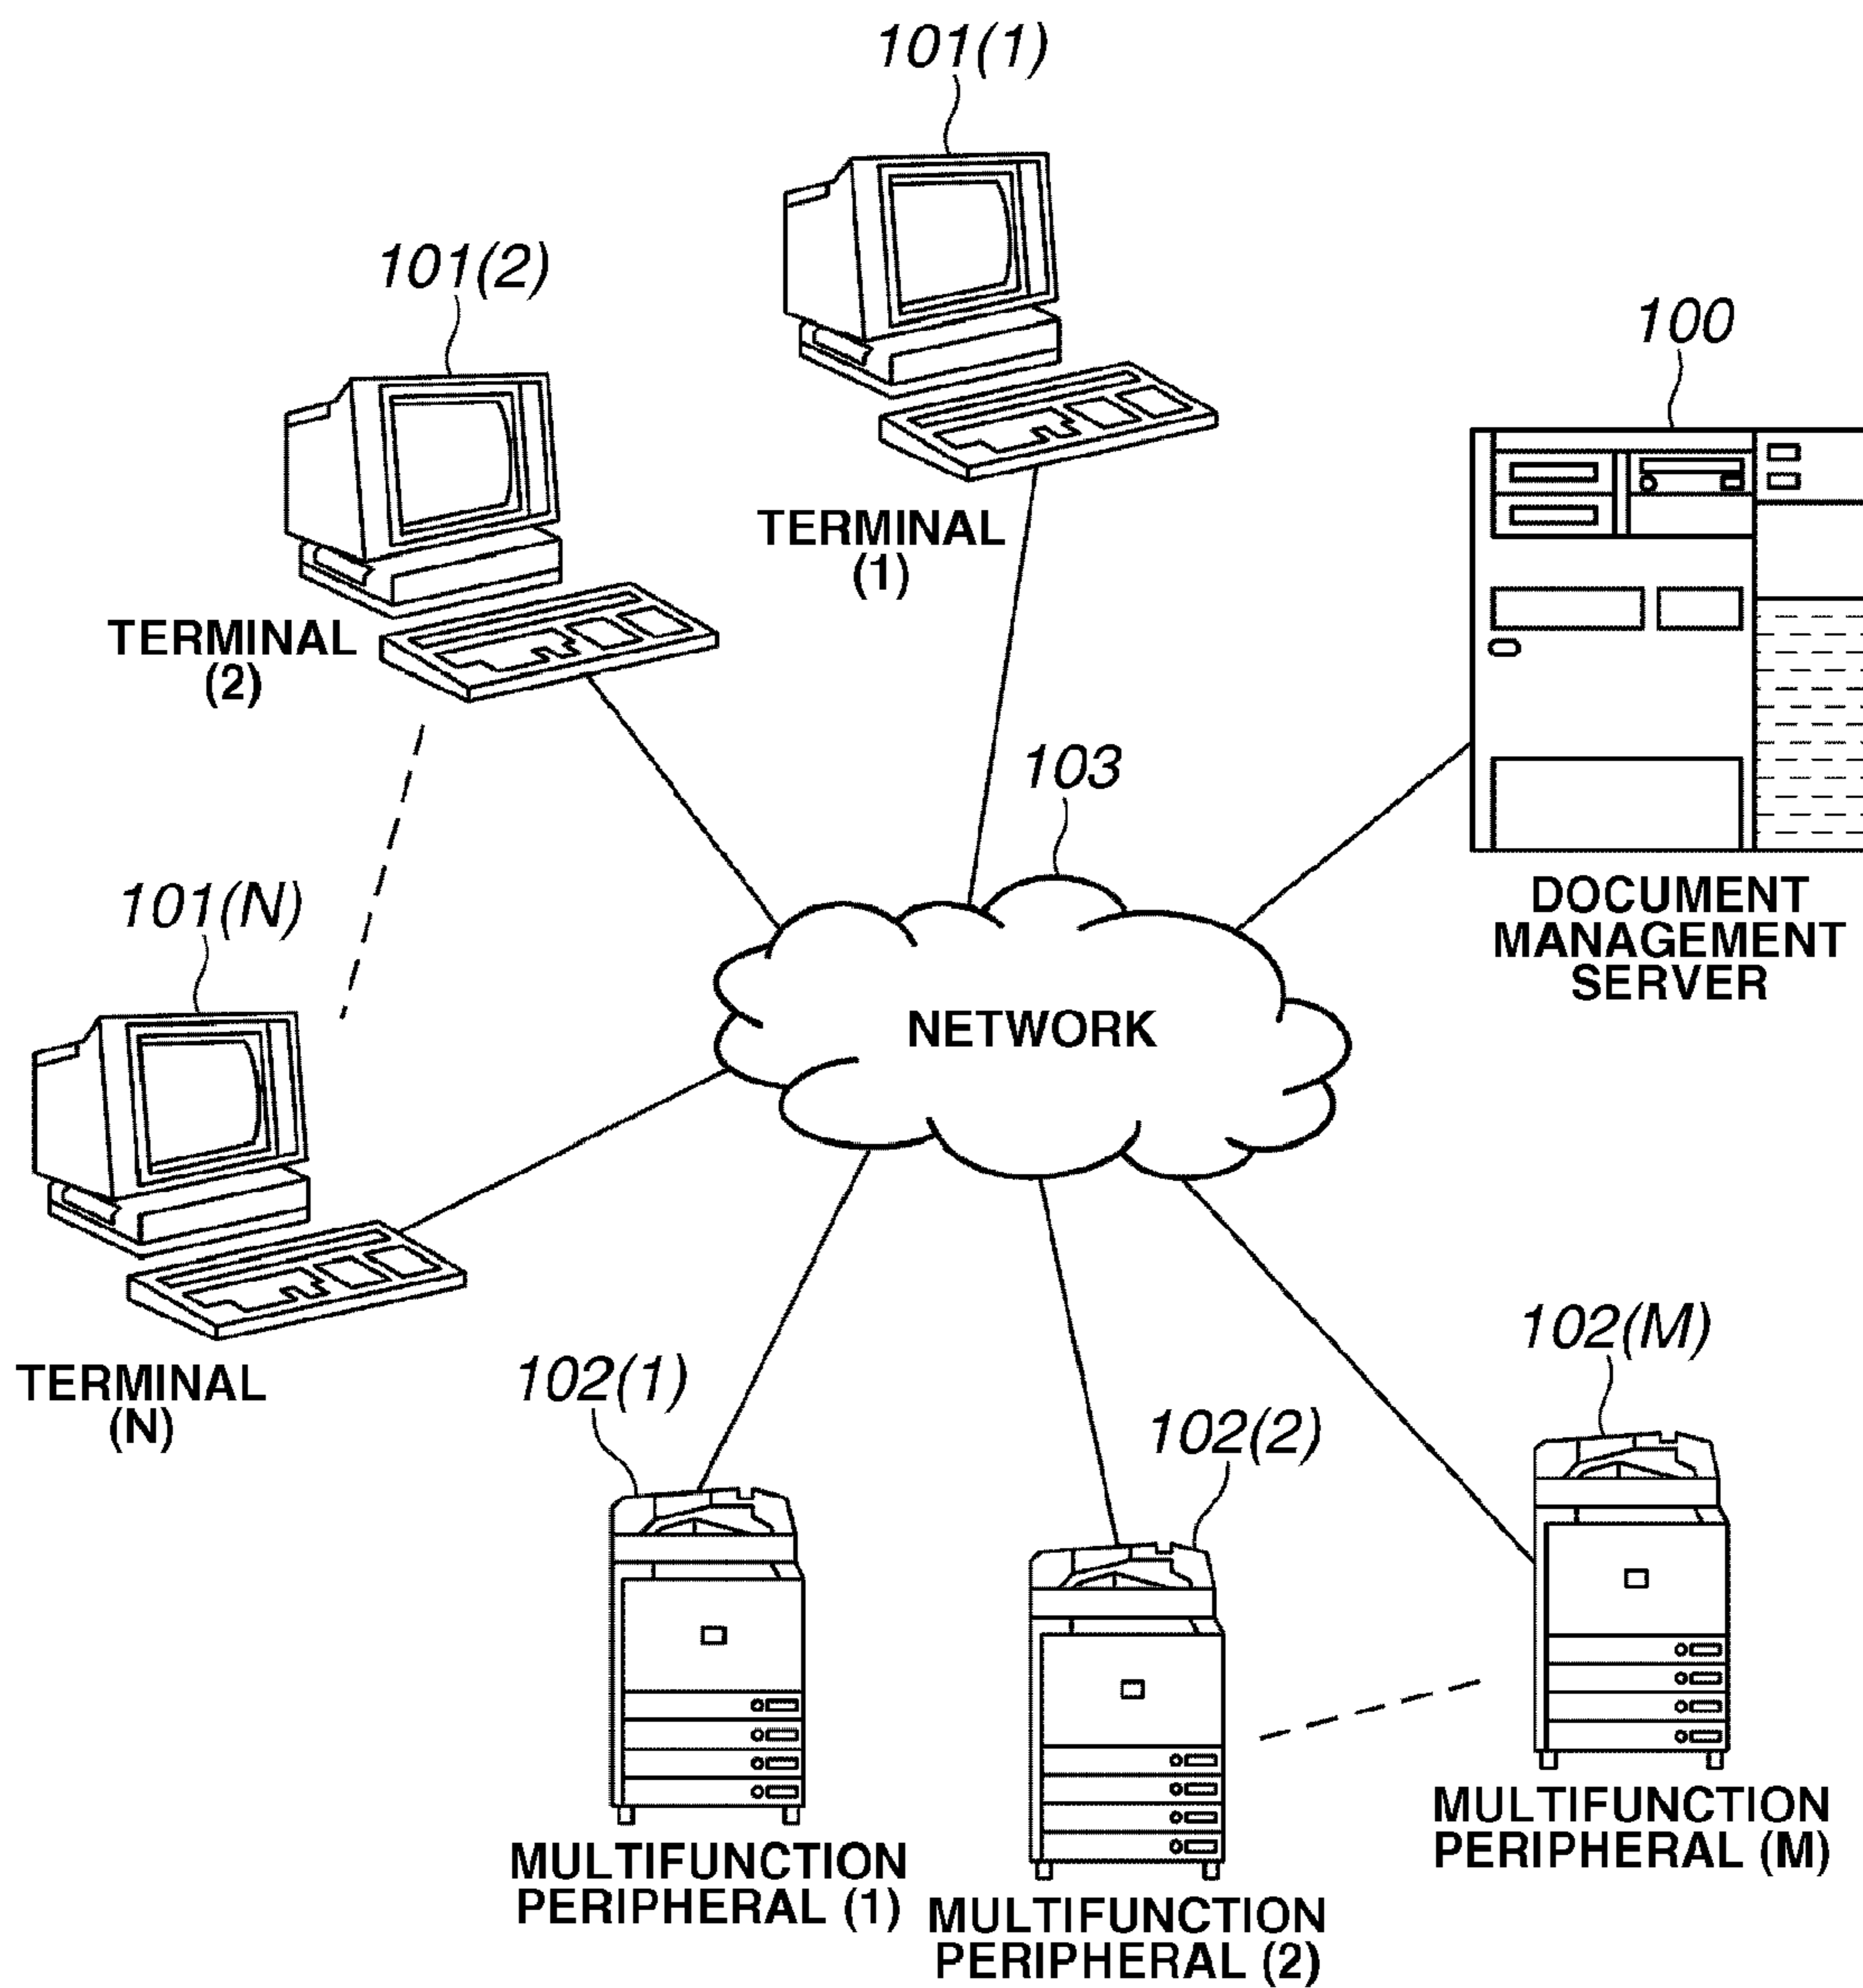 101(1)
101(2)
100
TERMINAL
(1)
TERMINAL
(2)
103
101(N)
DOCUMENT
MANAGEMENT
SERVER
NETWORK
102(M)
TERMINAL
(N)
102(1)
102(2)
MULTIFUNCTION
PERIPHERAL (M)
MULTIFUNCTION
PERIPHERAL (1)
MULTIFUNCTION
PERIPHERAL (2)